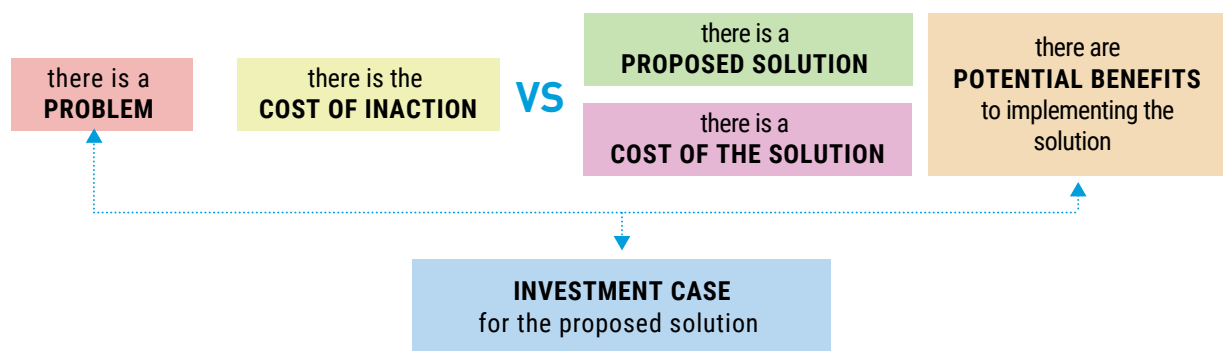 there is a
PROBLEM
there is the
COST OF INACTION
VS
there is a
PROPOSED SOLUTION
there is a
COST OF THE SOLUTION
there are
POTENTIAL BENEFITS
to implementing the
solution
INVESTMENT CASE
for the proposed solution